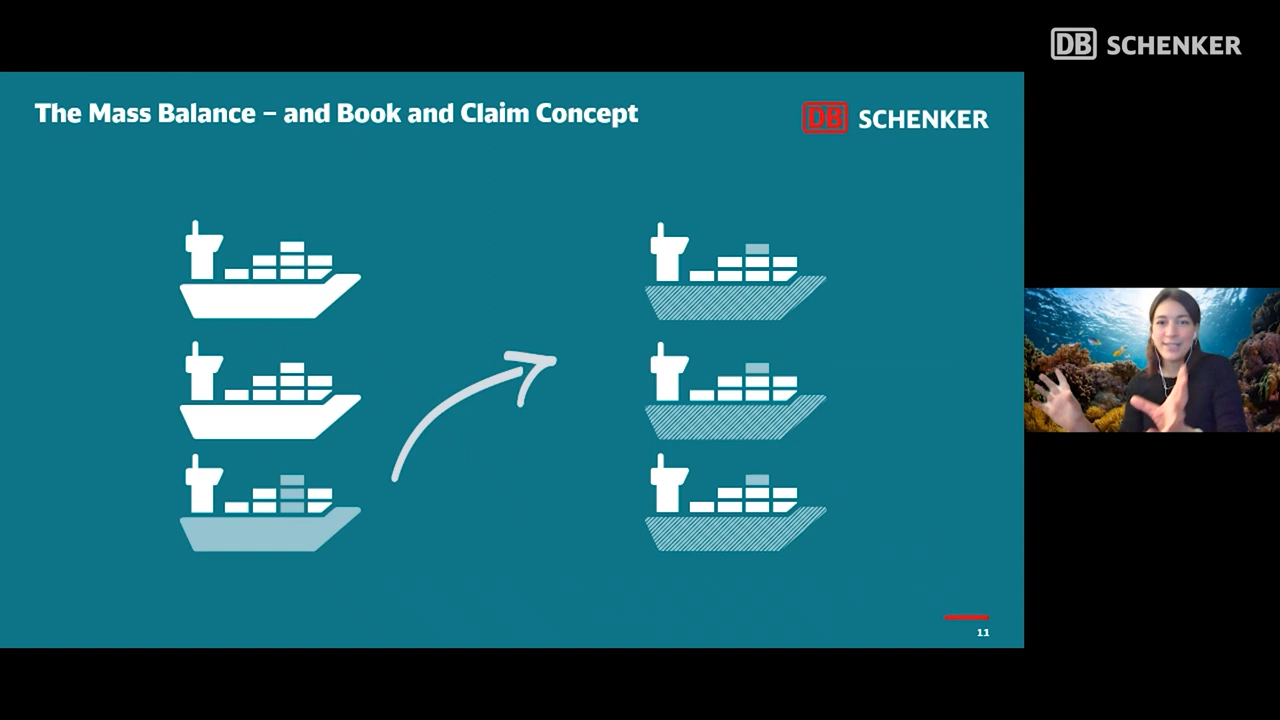 DB SCHENKER
The Mass Balance – and Book and Claim Concept
DB SCHENKER
11